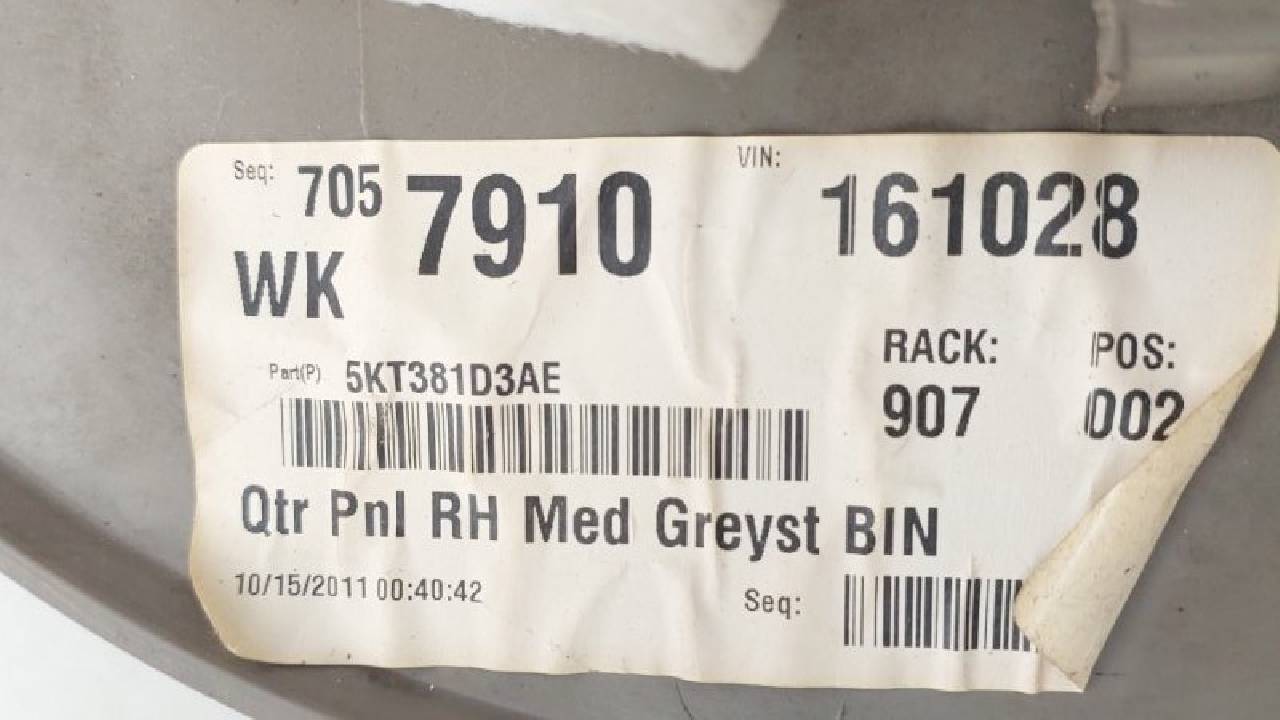 Seq: 705 7910 VIN: 161028
WK
RACK: POS:
Part(P) 5KT381D3AE 907 002
Qtr Pnl RH Med Greyst BIN
10/15/2011 00:40:42 Seq: